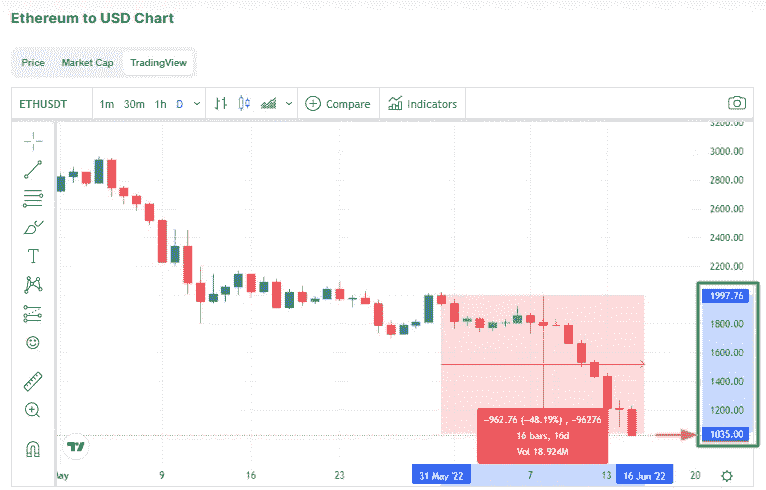 Ethereum to USD Chart
Price Market Cap TradingView
ETHUSDT 1m 30m 1h D Compare Indicators
3200.00
3000.00
2800.00
2600.00
2400.00
2200.00
1997.76
1800.00
1600.00
1400.00
1200.00
1035.00
−962.76 (−48.19%) , −96276
16 bars, 16d
Vol 18.924M
May 9 16 23 31 May '22 7 13 16 Jun '22 20